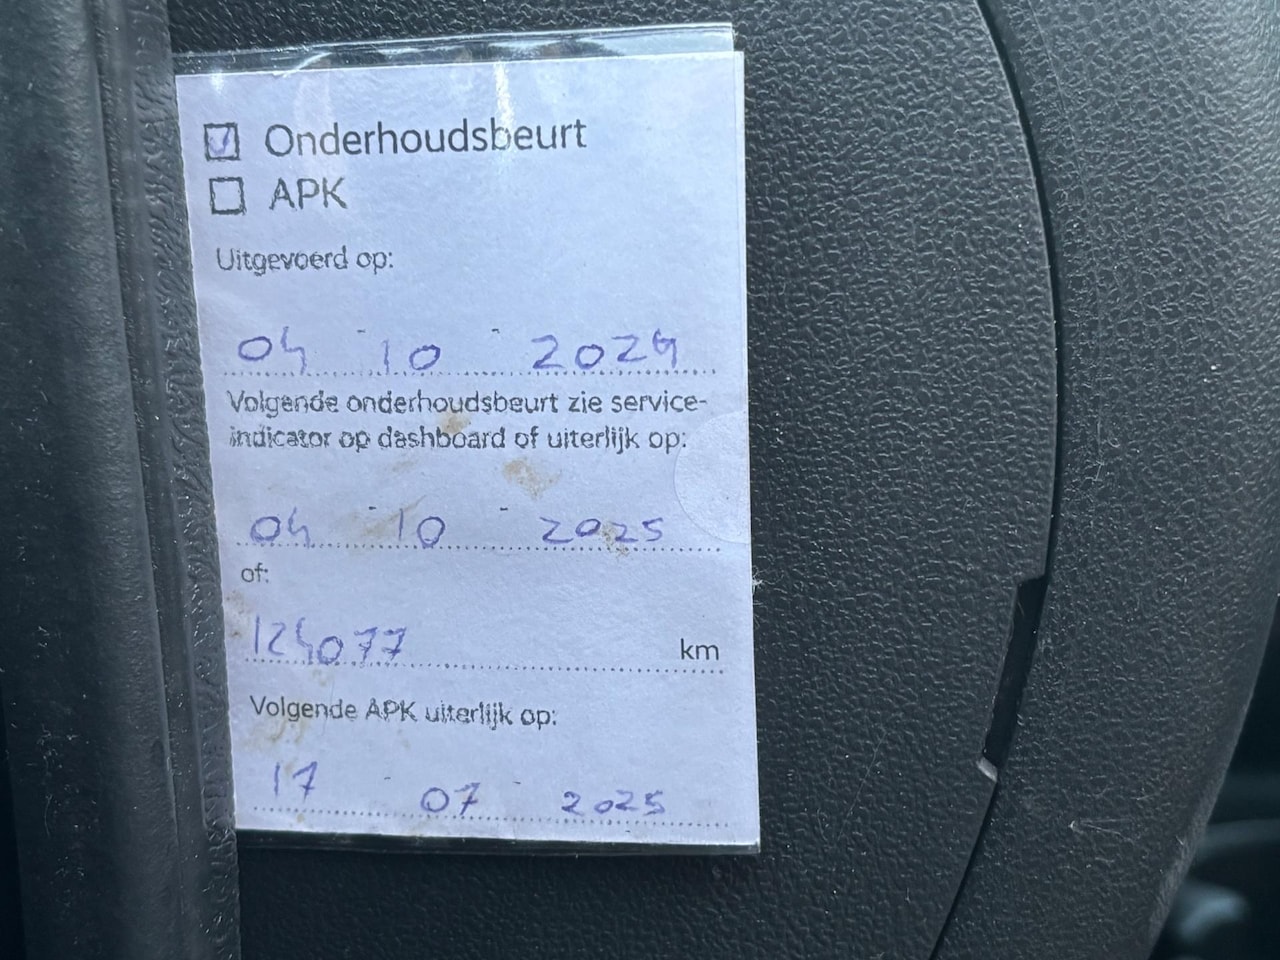 Onderhoudsbeurt
APK
Uitgevoerd op:
04 - 10 - 2024
Volgende onderhoudsbeurt zie service-
indicator op dashboard of uiterlijk op:
04 - 10 - 2025
of:
124077 km
Volgende APK uiterlijk op:
17 - 07 - 2025